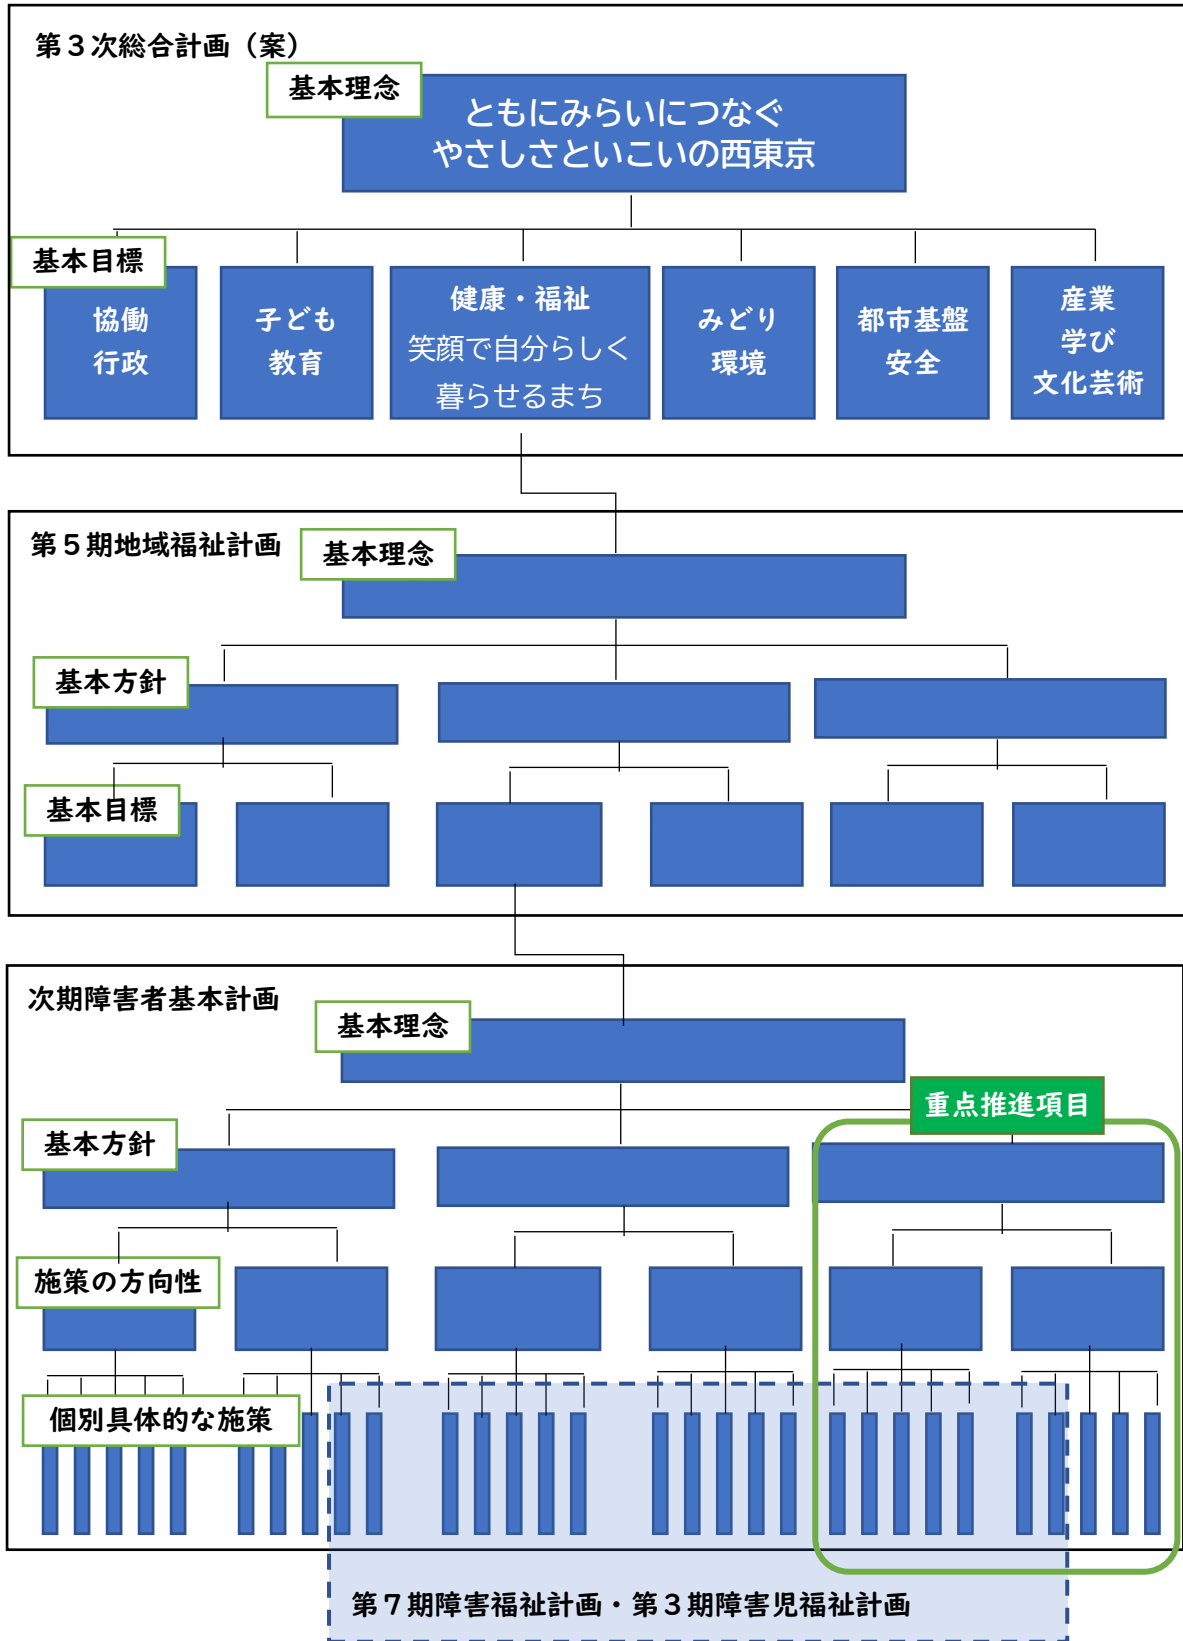 第３次総合計画（案）
基本理念
ともにみらいにつなぐ
やさしさといこいの西東京
基本目標
協働
行政
子ども
教育
健康・福祉
笑顔で自分らしく
暮らせるまち
みどり
環境
都市基盤
安全
産業
学び
文化芸術
第５期地域福祉計画
基本理念
基本方針
基本目標
次期障害者基本計画
基本理念
重点推進項目
基本方針
施策の方向性
個別具体的な施策
第７期障害福祉計画・第３期障害児福祉計画